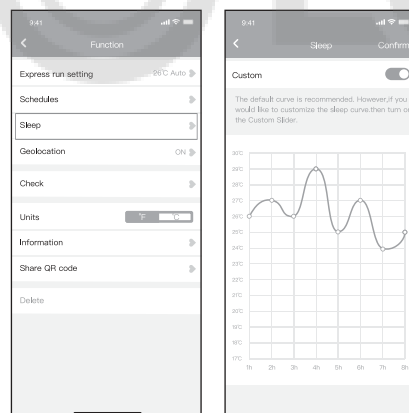 9:41
Function
Express run setting 26°C Auto
Schedules
Sleep
Geolocation ON
Check
Units °F °C
Information
Share QR code
Delete
9:41
Sleep Confirm
Custom
The default curve is recommended. However,if you
would like to customize the sleep curve.then turn on
the Custom Slider.
30°C
29°C
28°C
27°C
26°C
25°C
24°C
23°C
22°C
21°C
20°C
19°C
18°C
17°C
1h 2h 3h 4h 5h 6h 7h 8h